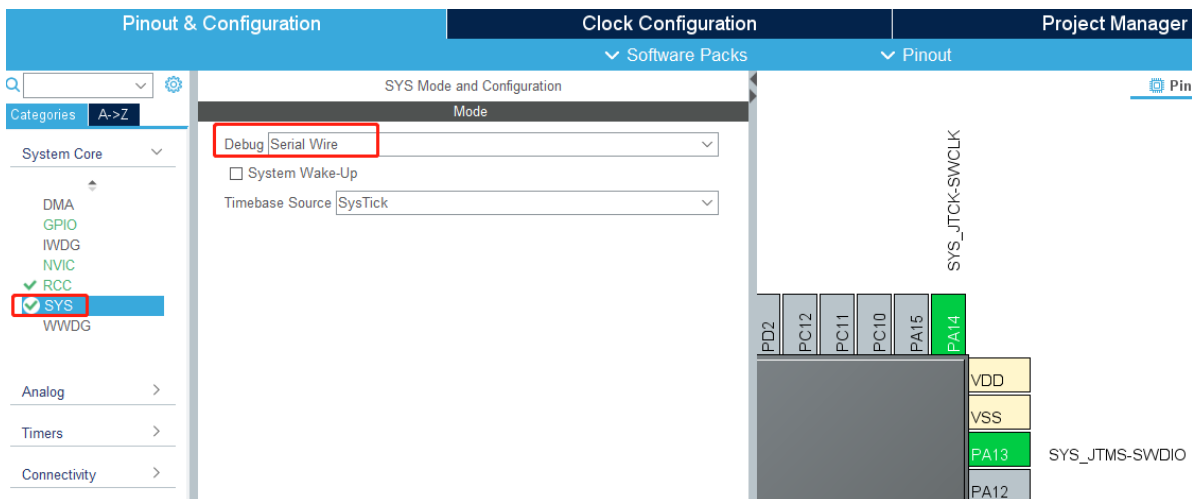 Pinout & Configuration
Clock Configuration
Project Manager
Software Packs
Pinout
Categories
A->Z
System Core
DMA
GPIO
IWDG
NVIC
RCC
SYS
WWDG
Analog
Timers
Connectivity
SYS Mode and Configuration
Mode
Debug Serial Wire
System Wake-Up
Timebase Source SysTick
Pin
SYS_JTCK-SWCLK
PD2
PC12
PC11
PC10
PA15
PA14
VDD
VSS
PA13 SYS_JTMS-SWDIO
PA12